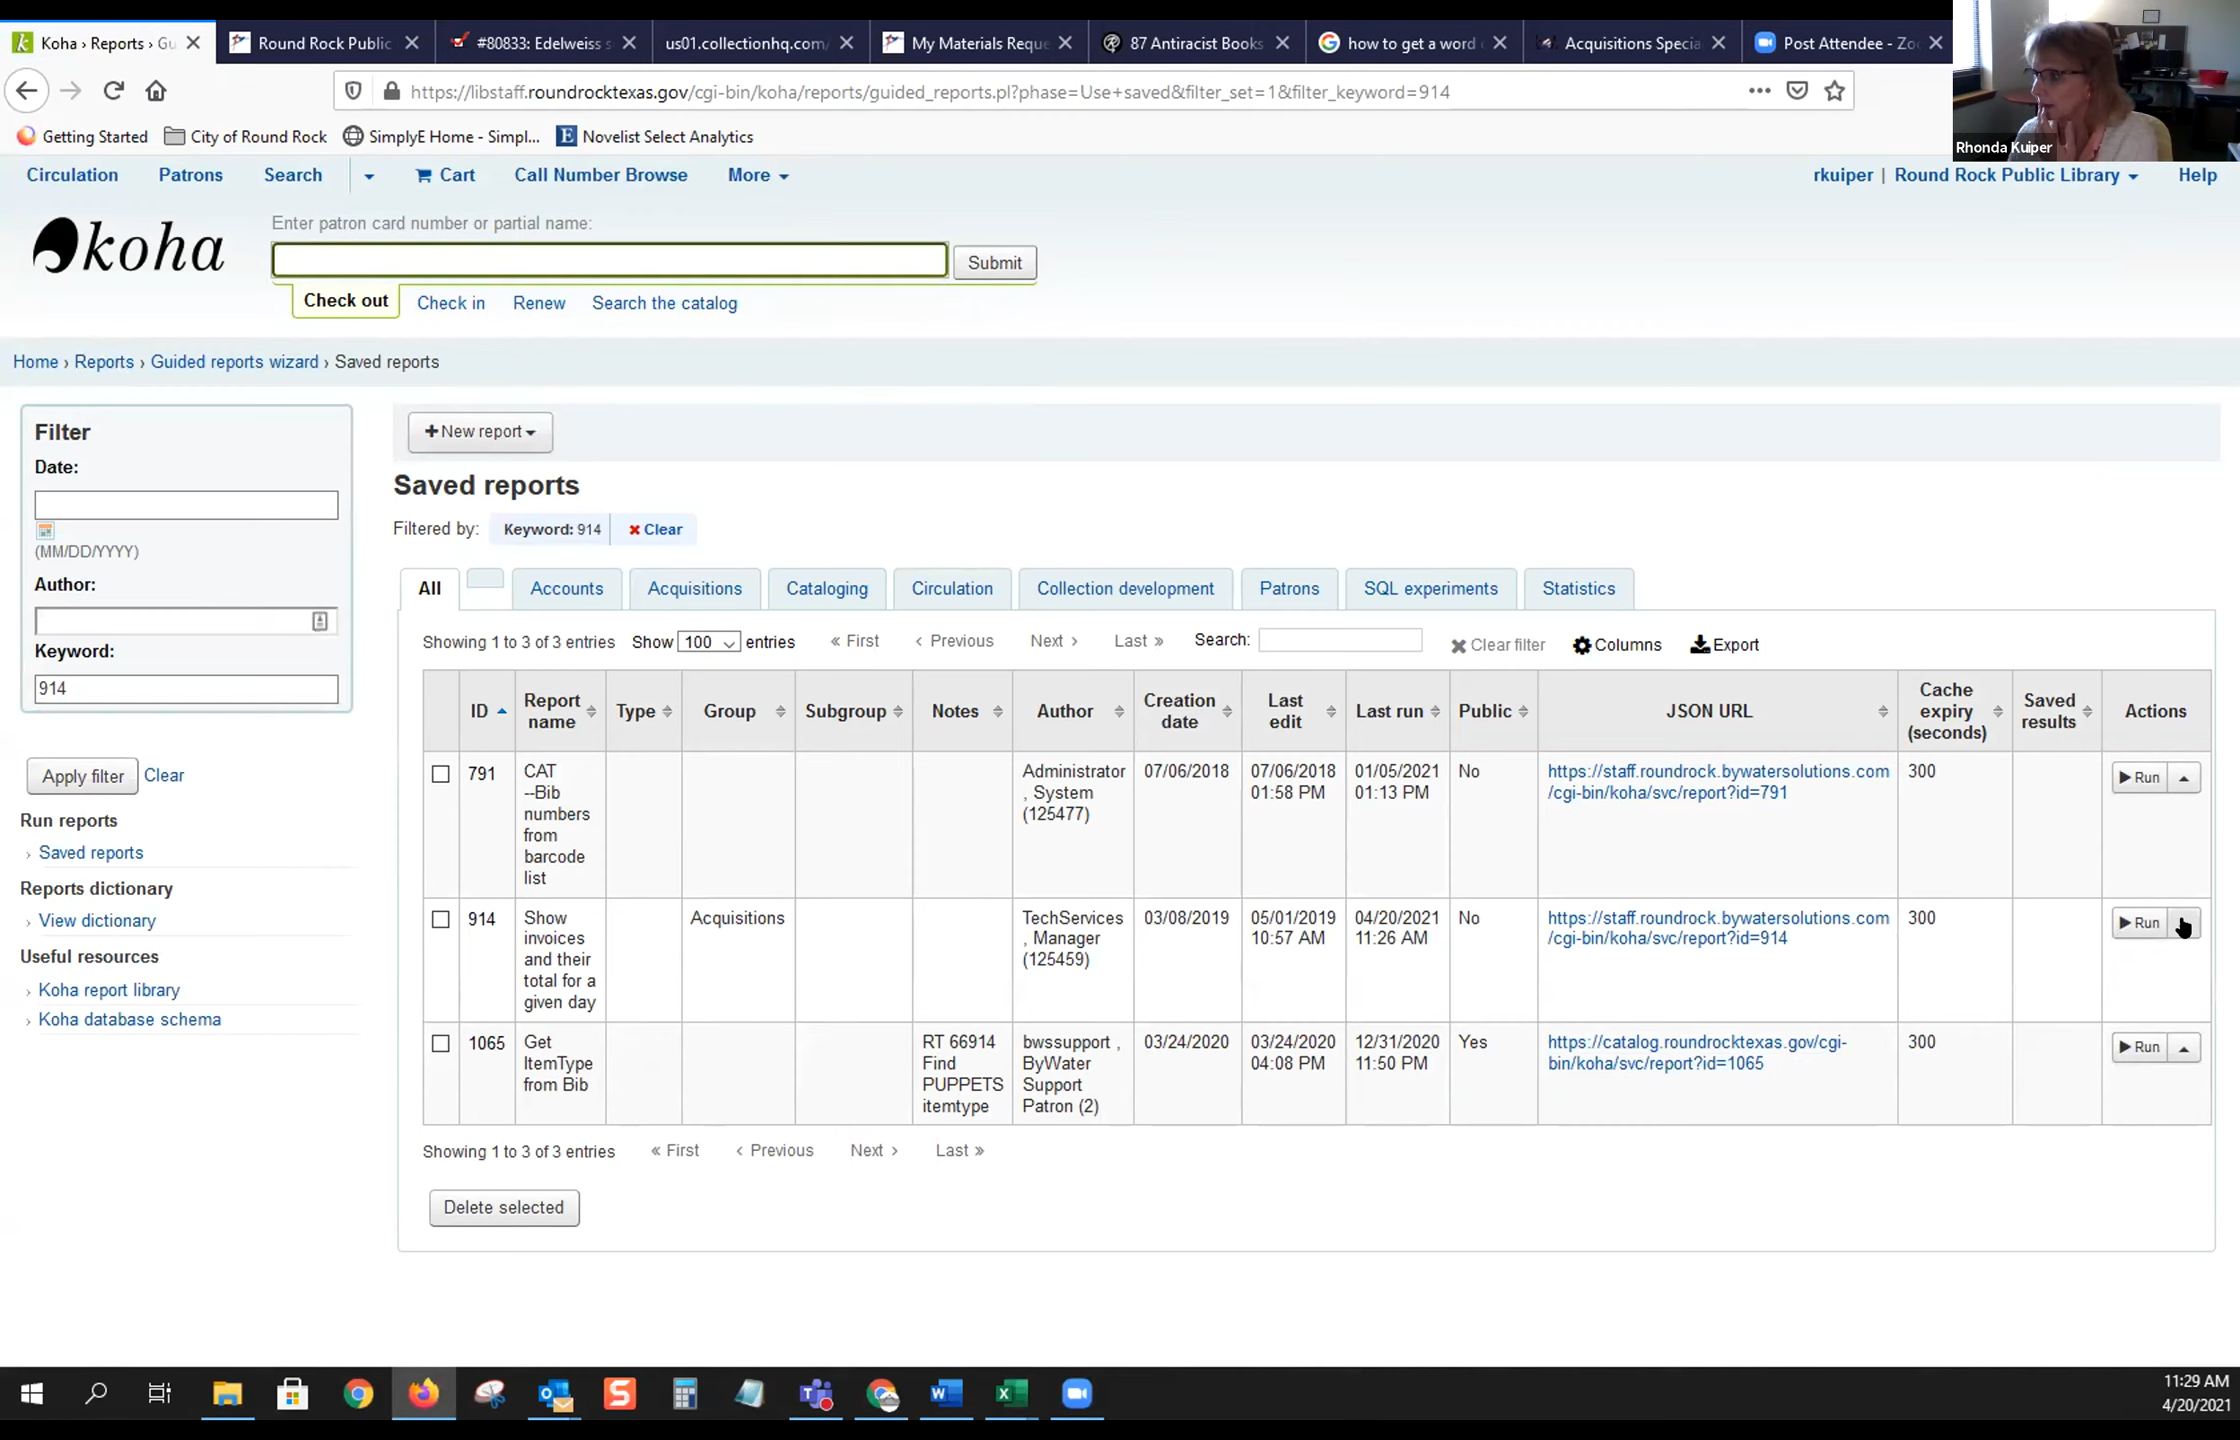 Koha › Reports › Gu
Round Rock Public
#80833: Edelweiss s
us01.collectionhq.com/
My Materials Reque
87 Antiracist Books
how to get a word
Acquisitions Specia
Post Attendee - Zo
https://libstaff.roundrocktexas.gov/cgi-bin/koha/reports/guided_reports.pl?phase=Use+saved&filter_set=1&filter_keyword=914
Rhonda Kuiper
Getting Started
City of Round Rock
SimplyE Home - Simpl...
Novelist Select Analytics
Circulation Patrons Search Cart Call Number Browse More
rkuiper | Round Rock Public Library Help
koha
Enter patron card number or partial name:
Submit
Check out Check in Renew Search the catalog
Home › Reports › Guided reports wizard › Saved reports
Filter
Date:
(MM/DD/YYYY)
Author:
Keyword:
914
Apply filter Clear
Run reports
› Saved reports
Reports dictionary
› View dictionary
Useful resources
› Koha report library
› Koha database schema
+New report
Saved reports
Filtered by: Keyword: 914 Clear
All Accounts Acquisitions Cataloging Circulation Collection development Patrons SQL experiments Statistics
Showing 1 to 3 of 3 entries Show 100 entries « First ‹ Previous Next › Last » Search: Clear filter Columns Export
ID
Report
name
Type
Group
Subgroup
Notes
Author
Creation
date
Last
edit
Last run
Public
JSON URL
Cache
expiry
(seconds)
Saved
results
Actions
791
CAT
--Bib
numbers
from
barcode
list
Administrator
, System
(125477)
07/06/2018
07/06/2018
01:58 PM
01/05/2021
01:13 PM
No
https://staff.roundrock.bywatersolutions.com
/cgi-bin/koha/svc/report?id=791
300
Run
914
Show
invoices
and their
total for a
given day
Acquisitions
TechServices
, Manager
(125459)
03/08/2019
05/01/2019
10:57 AM
04/20/2021
11:26 AM
No
https://staff.roundrock.bywatersolutions.com
/cgi-bin/koha/svc/report?id=914
300
Run
1065
Get
ItemType
from Bib
RT 66914
Find
PUPPETS
itemtype
bwssupport ,
ByWater
Support
Patron (2)
03/24/2020
03/24/2020
04:08 PM
12/31/2020
11:50 PM
Yes
https://catalog.roundrocktexas.gov/cgi-
bin/koha/svc/report?id=1065
300
Run
Showing 1 to 3 of 3 entries « First ‹ Previous Next › Last »
Delete selected
11:29 AM
4/20/2021